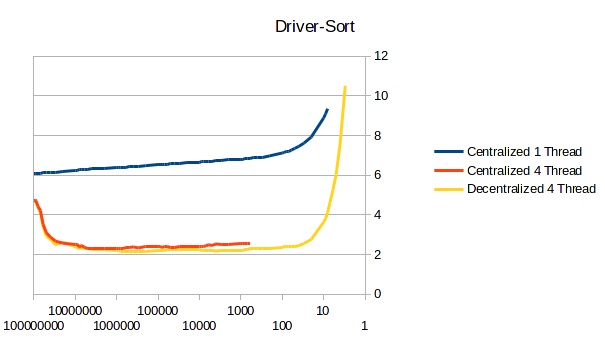 Driver-Sort
12
10
8
6
4
2
0
Centralized 1 Thread
Centralized 4 Thread
Decentralized 4 Thread
10000000 100000 1000 10
100000000 1000000 10000 100 1